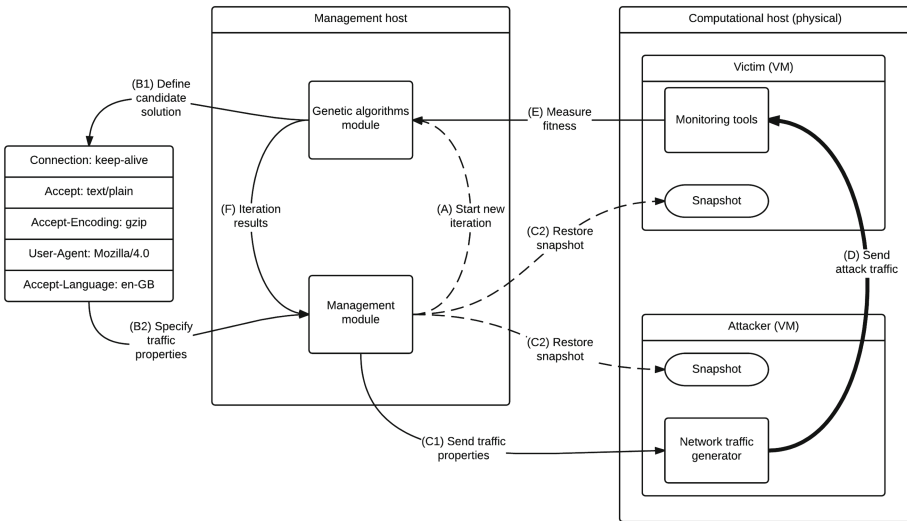 Management host
Computational host (physical)
Victim (VM)
(B1) Define
candidate
solution
Genetic algorithms
module
(E) Measure
fitness
Monitoring tools
Connection: keep-alive
Accept: text/plain
Accept-Encoding: gzip
User-Agent: Mozilla/4.0
Accept-Language: en-GB
(F) Iteration
results
(A) Start new
iteration
(C2) Restore
snapshot
Snapshot
(D) Send
attack traffic
(B2) Specify
traffic
properties
Management
module
(C2) Restore
snapshot
Attacker (VM)
Snapshot
(C1) Send traffic
properties
Network traffic
generator